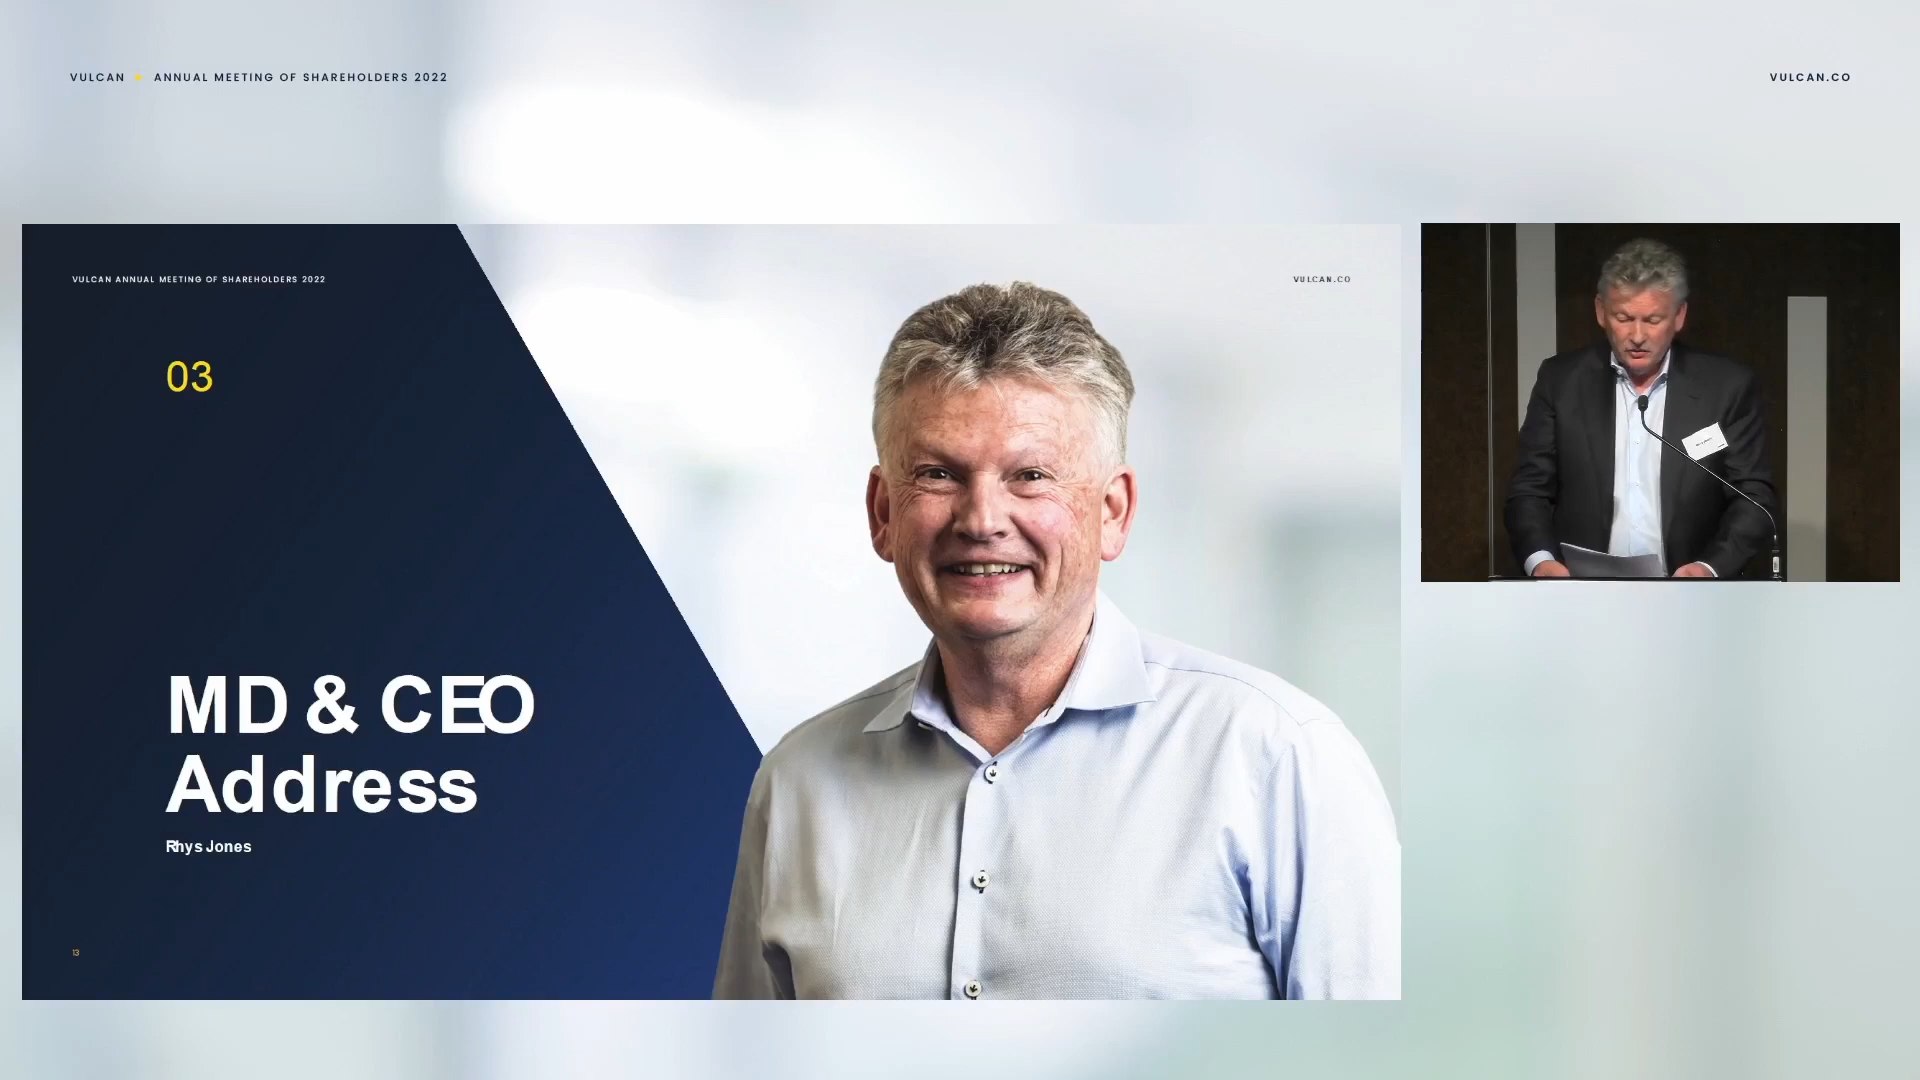 VULCAN ANNUAL MEETING OF SHAREHOLDERS 2022
VULCAN.CO
VULCAN ANNUAL MEETING OF SHAREHOLDERS 2022
VULCAN.CO
03
MD & CEO
Address
Rhys Jones
13